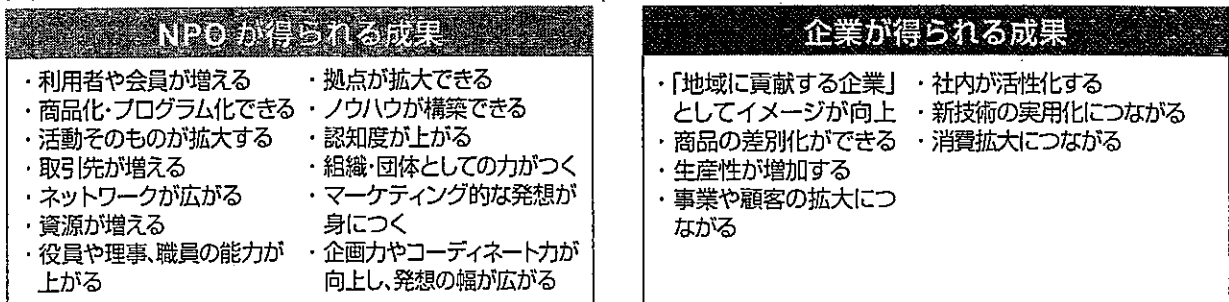 NPOが得られる成果
・利用者や会員が増える
・商品化・プログラム化できる
・活動そのものが拡大する
・取引先が増える
・ネットワークが広がる
・資源が増える
・役員や理事、職員の能力が
上がる
・拠点が拡大できる
・ノウハウが構築できる
・認知度が上がる
・組織・団体としての力がつく
・マーケティング的な発想が
身につく
・企画力やコーディネート力が
向上し、発想の幅が広がる
企業が得られる成果
・「地域に貢献する企業」
としてイメージが向上
・商品の差別化ができる
・生産性が増加する
・事業や顧客の拡大につ
ながる
・社内が活性化する
・新技術の実用化につながる
・消費拡大につながる